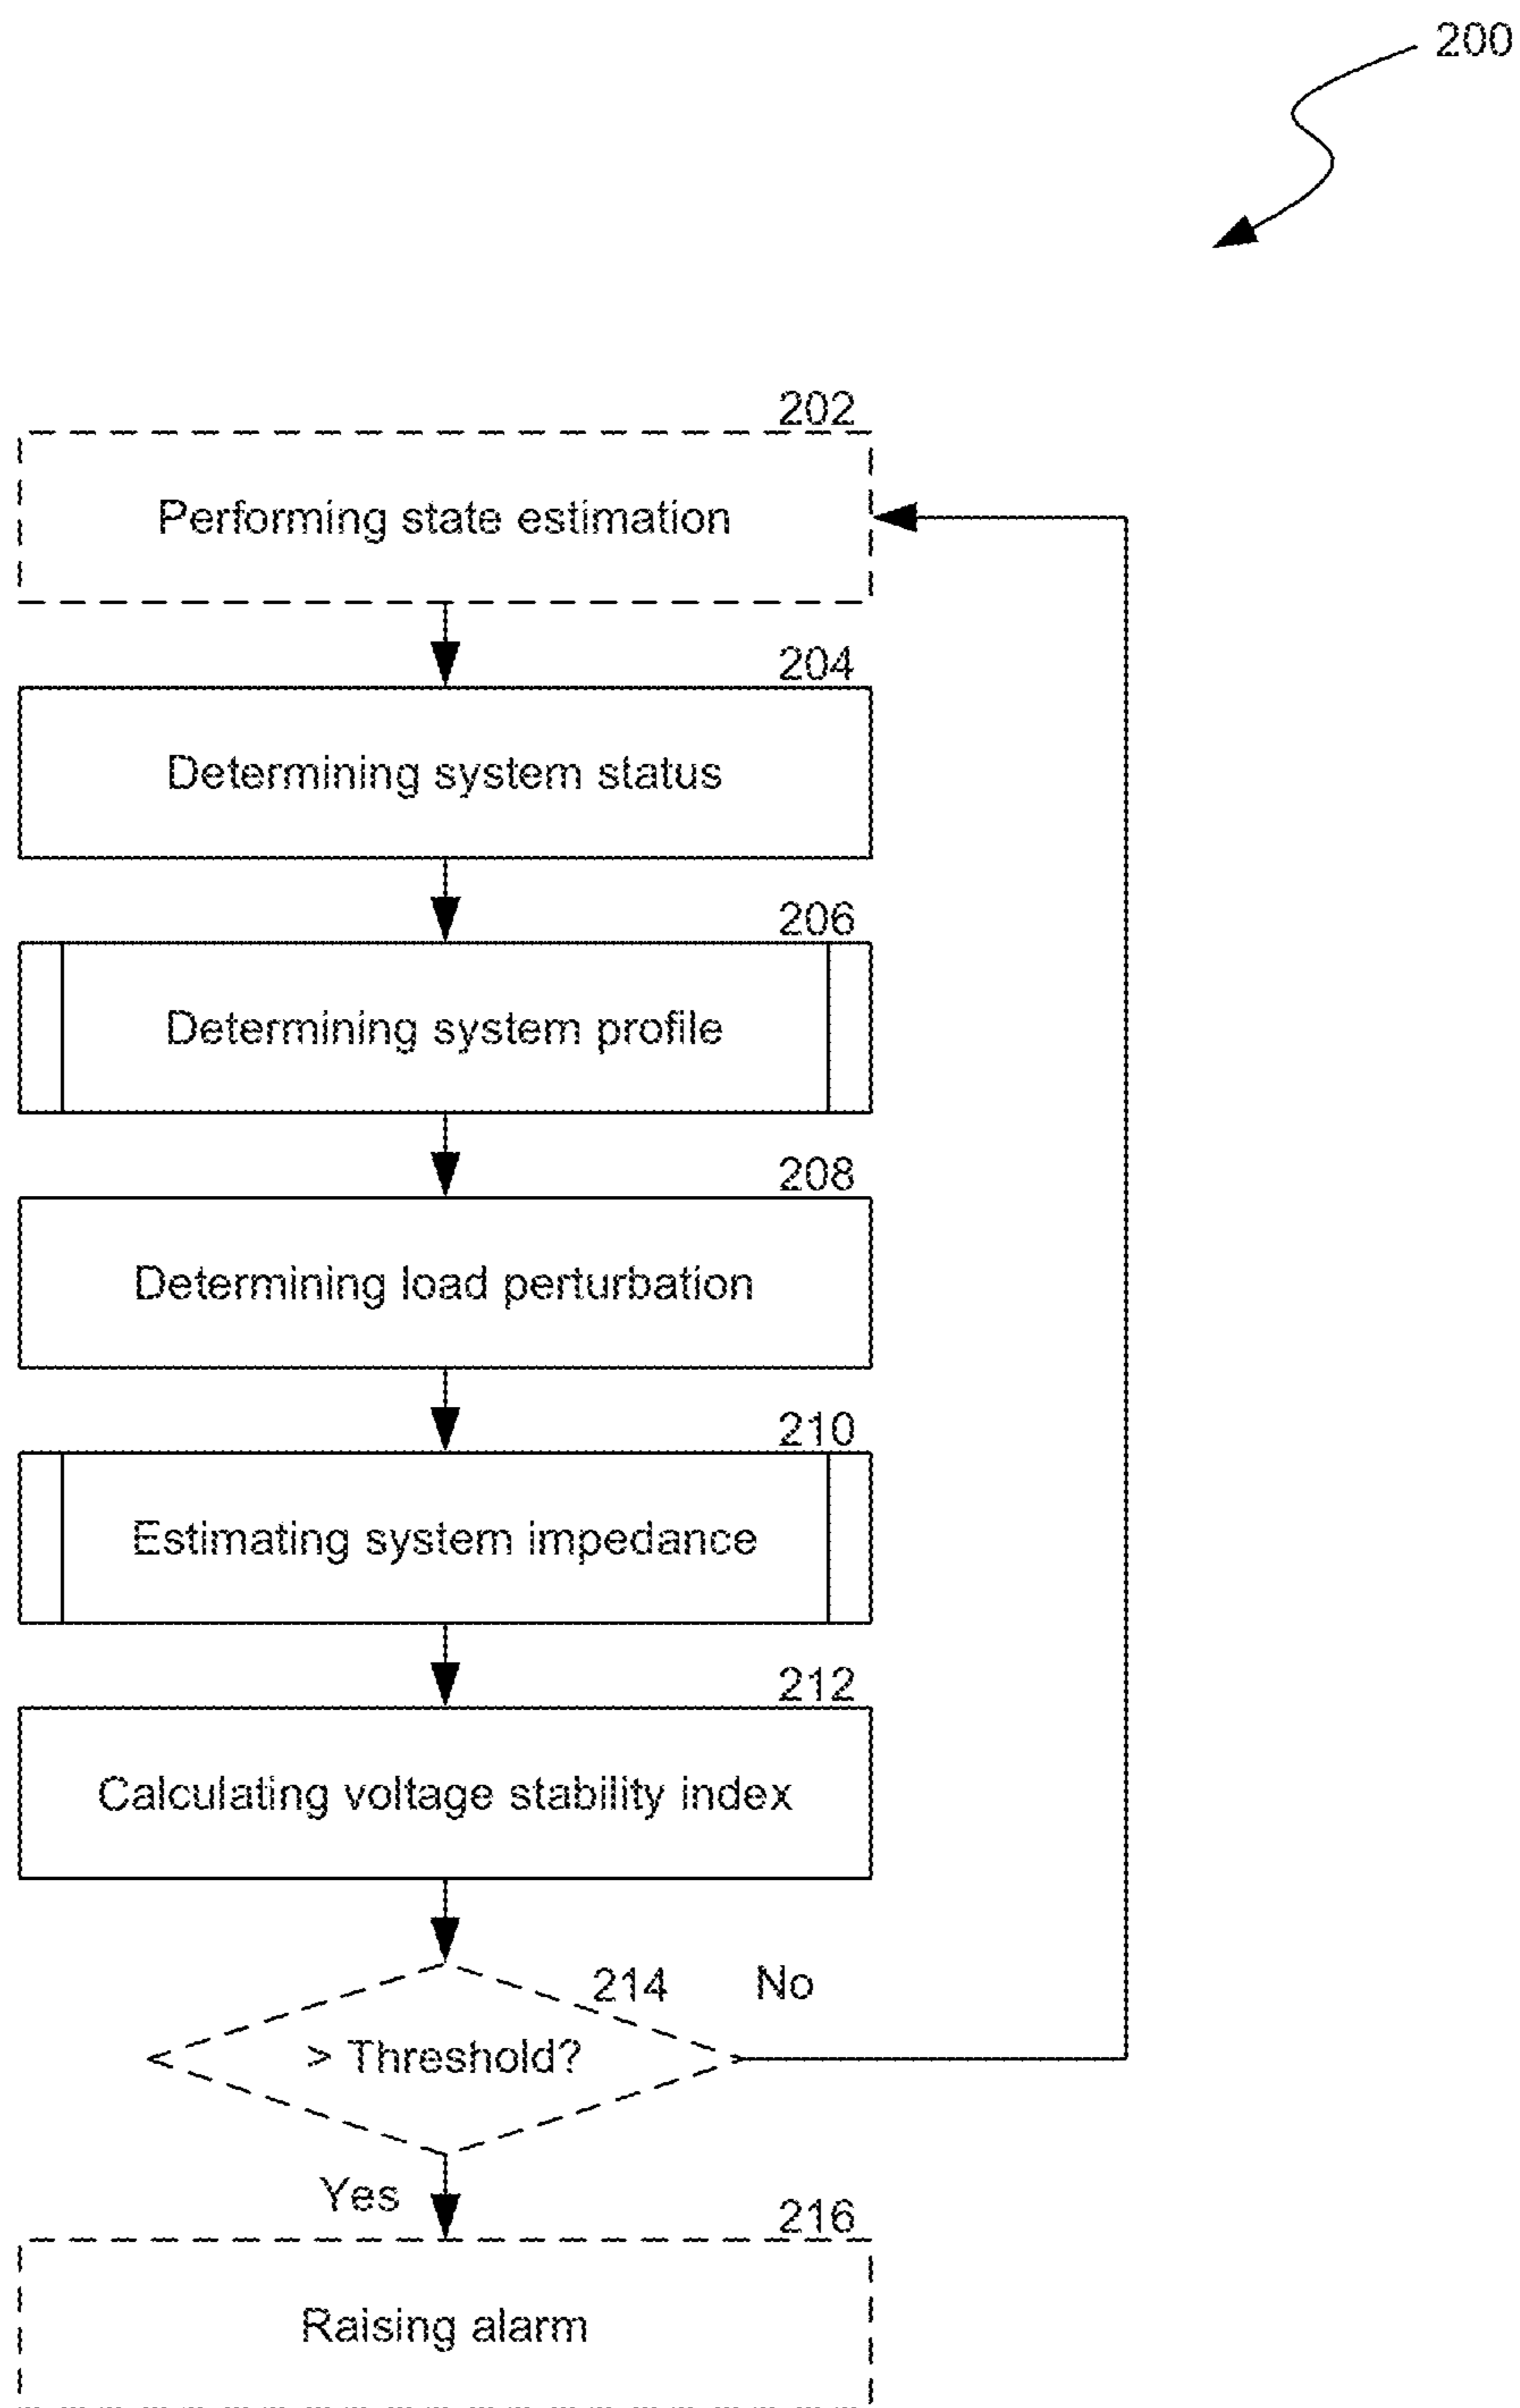 200
202
Performing state estimation
204
Determining system status
206
Determining system profile
208
Determining load perturbation
210
Estimating system impedance
212
Calculating voltage stability index
214
No
> Threshold?
Yes
216
Raising alarm